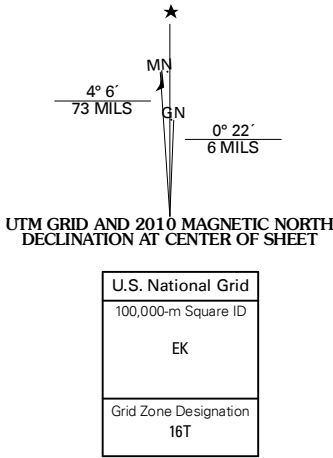 ★
MN
4° 6´
73 MILS
GN
0° 22´
6 MILS
UTM GRID AND 2010 MAGNETIC NORTH
DECLINATION AT CENTER OF SHEET
U.S. National Grid
100,000-m Square ID
EK
Grid Zone Designation
16T